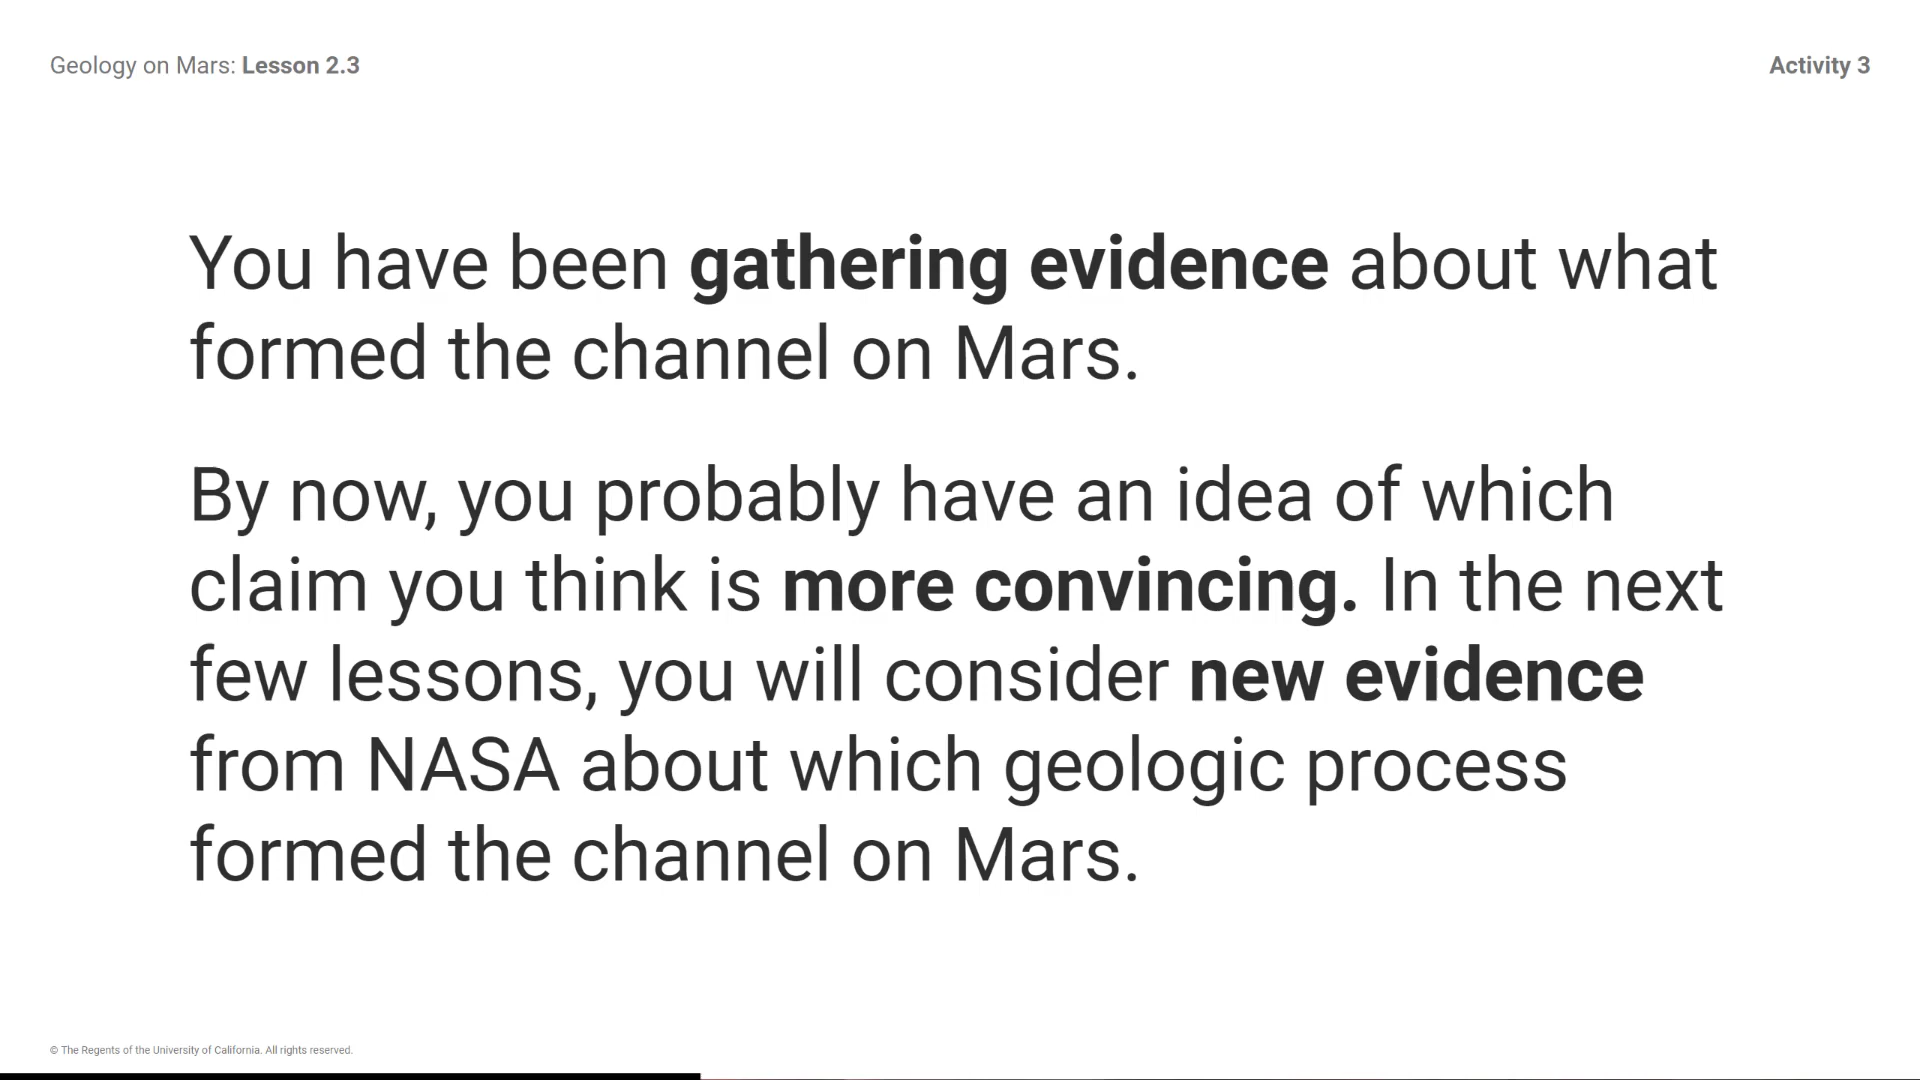 Geology on Mars: Lesson 2.3
Activity 3
You have been gathering evidence about what
formed the channel on Mars.
By now, you probably have an idea of which
claim you think is more convincing. In the next
few lessons, you will consider new evidence
from NASA about which geologic process
formed the channel on Mars.
© The Regents of the University of California. All rights reserved.